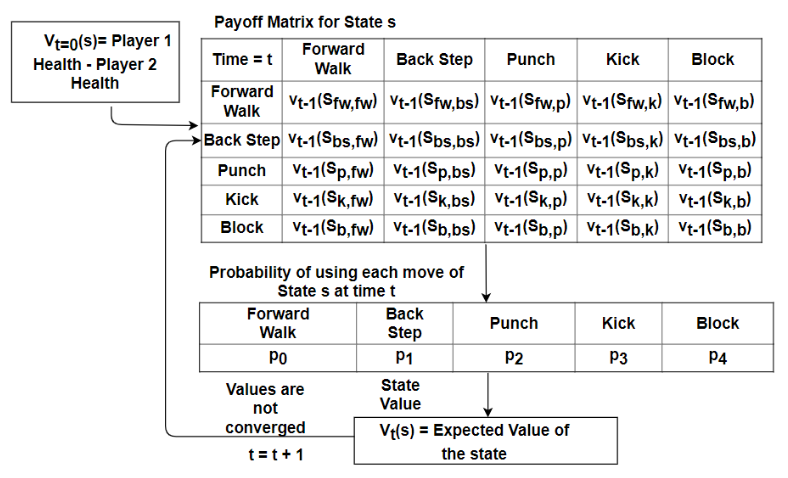 Payoff Matrix for State s
Vt=0(s)= Player 1
Health - Player 2
Health
Time = t Forward Walk Back Step Punch Kick Block
Forward Walk Vt-1(Sfw,fw) Vt-1(Sfw,bs) Vt-1(Sfw,p) Vt-1(Sfw,k) Vt-1(Sfw,b)
Back Step Vt-1(Sbs,fw) Vt-1(Sbs,bs) Vt-1(Sbs,p) Vt-1(Sbs,k) Vt-1(Sbs,b)
Punch Vt-1(Sp,fw) Vt-1(Sp,bs) Vt-1(Sp,p) Vt-1(Sp,k) Vt-1(Sp,b)
Kick Vt-1(Sk,fw) Vt-1(Sk,bs) Vt-1(Sk,p) Vt-1(Sk,k) Vt-1(Sk,b)
Block Vt-1(Sb,fw) Vt-1(Sb,bs) Vt-1(Sb,p) Vt-1(Sb,k) Vt-1(Sb,b)
Probability of using each move of
State s at time t
Forward Walk Back Step Punch Kick Block
p0 p1 p2 p3 p4
Values are
not
converged
t = t + 1
State
Value
Vt(s) = Expected Value of
the state